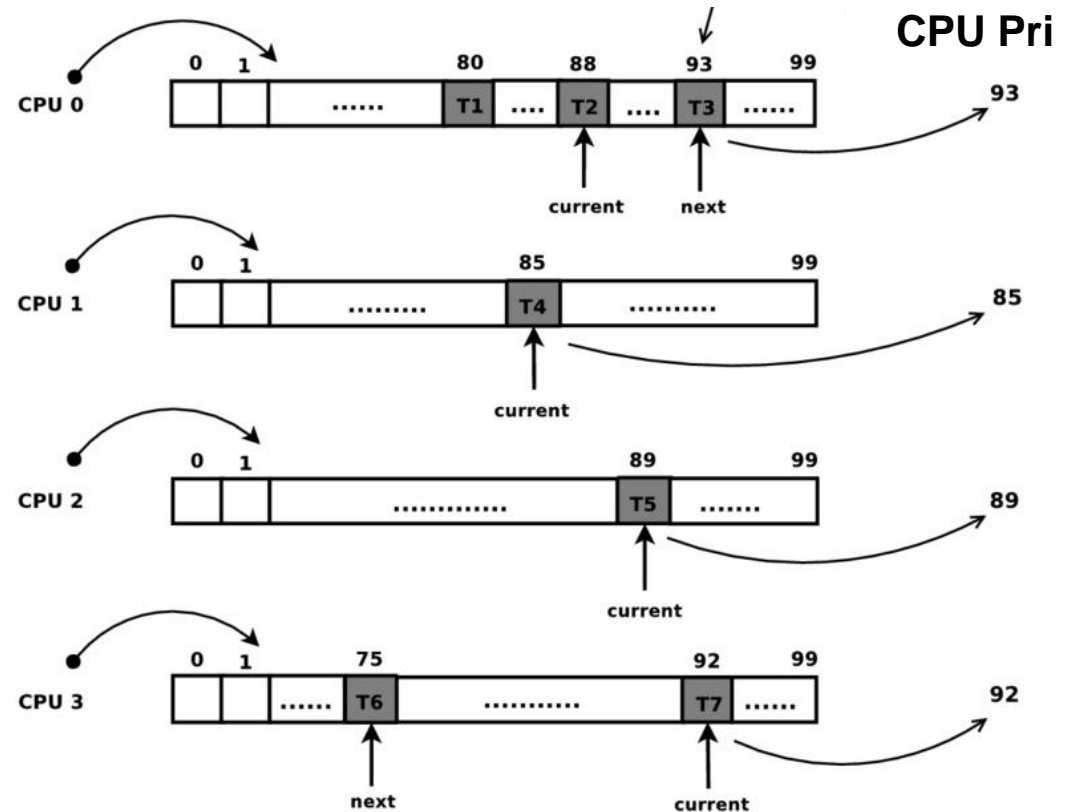 CPU Pri
0 1 80 88 93 99
CPU 0 ...... T1 .... T2 .... T3 ...... 93
current next
0 1 85 99
CPU 1 ......... T4 .......... 85
current
0 1 89 99
CPU 2 ............. T5 ....... 89
current
0 1 75 92 99
CPU 3 ...... T6 ........... T7 ...... 92
next current